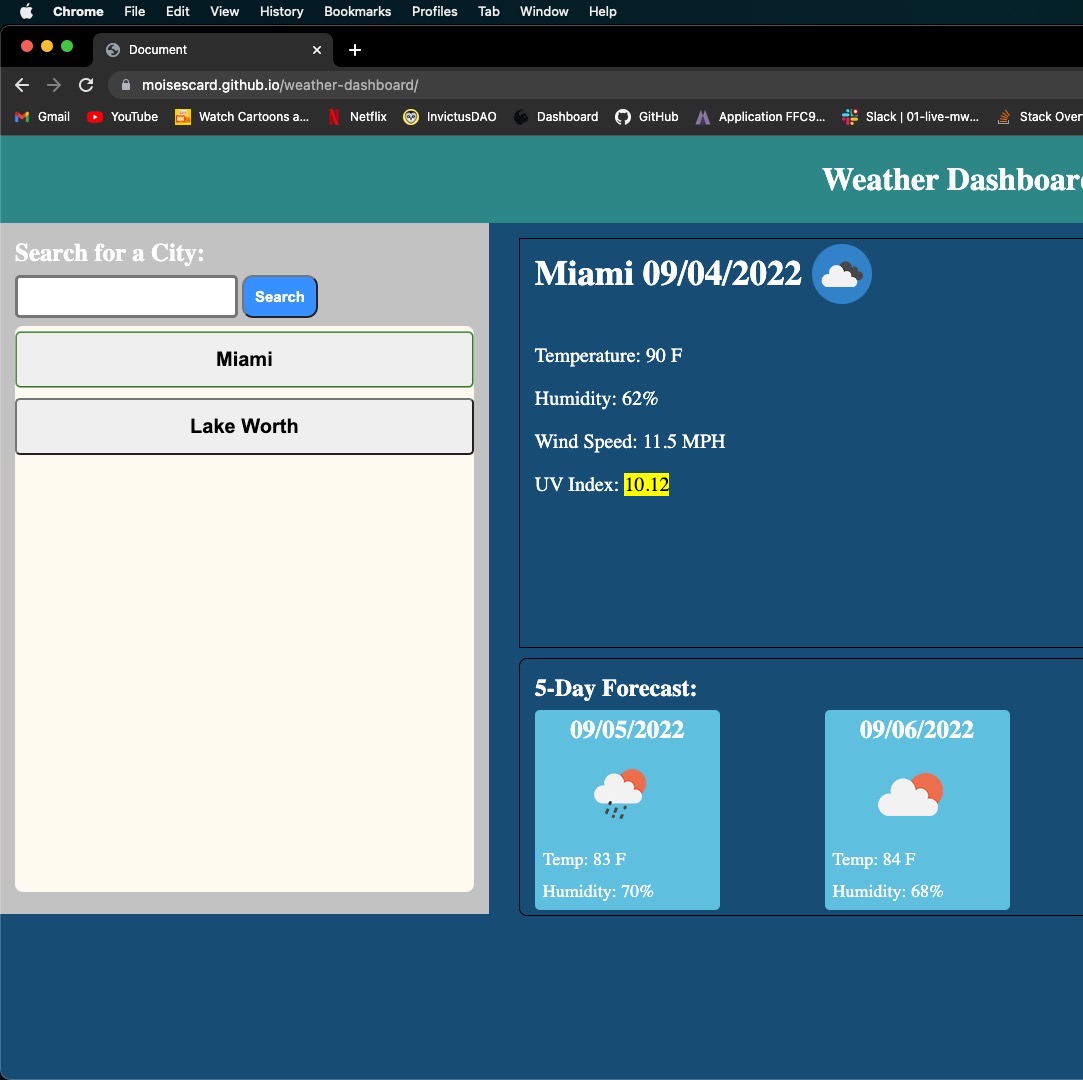 Chrome File Edit View History Bookmarks Profiles Tab Window Help
Document
moisescard.github.io/weather-dashboard/
Gmail YouTube Watch Cartoons a... Netflix InvictusDAO Dashboard GitHub Application FFC9... Slack | 01-live-mw... Stack Over
Weather Dashboar
Search for a City:
Search
Miami
Lake Worth
Miami 09/04/2022
Temperature: 90 F
Humidity: 62%
Wind Speed: 11.5 MPH
UV Index: 10.12
5-Day Forecast:
09/05/2022
Temp: 83 F
Humidity: 70%
09/06/2022
Temp: 84 F
Humidity: 68%